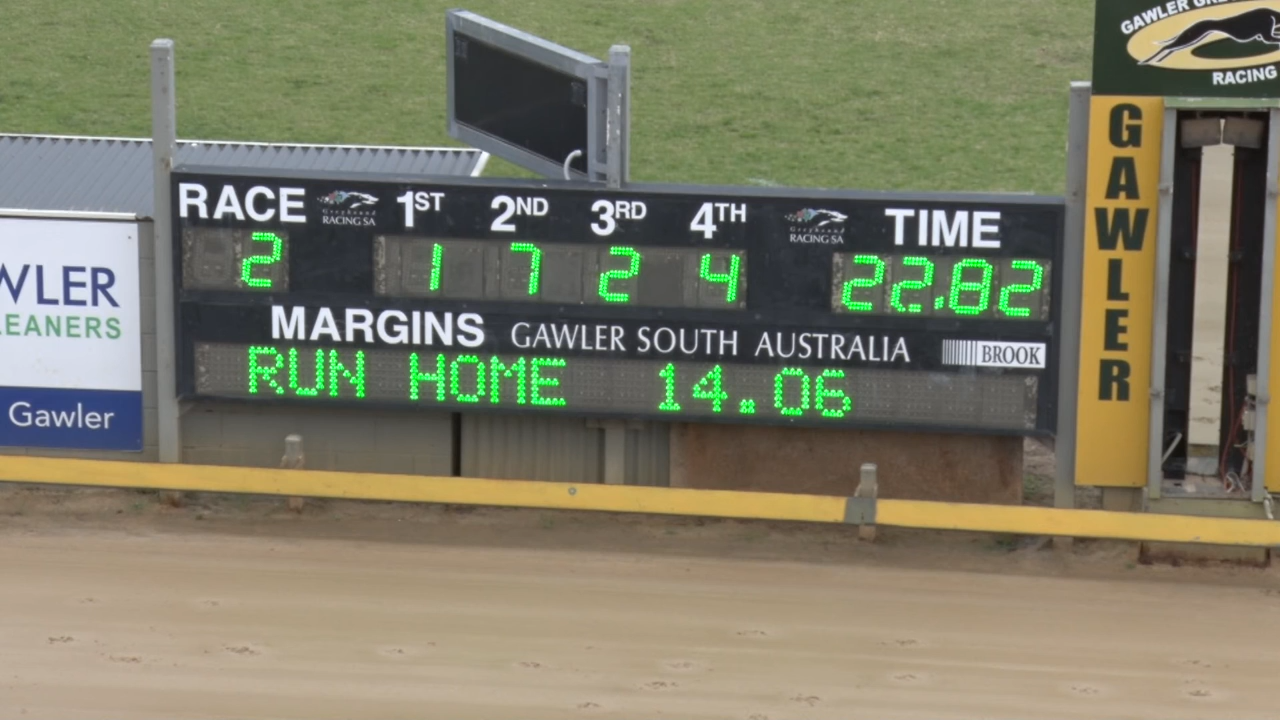 GAWLER GRE
RACING
GAWLER
RACE
Greyhound
RACING SA
1ST 2ND 3RD 4TH
Greyhound
RACING SA
TIME
2 1 7 2 4 22.82
MARGINS GAWLER SOUTH AUSTRALIA BROOK
RUN HOME 14.06
WLER
LEANERS
Gawler